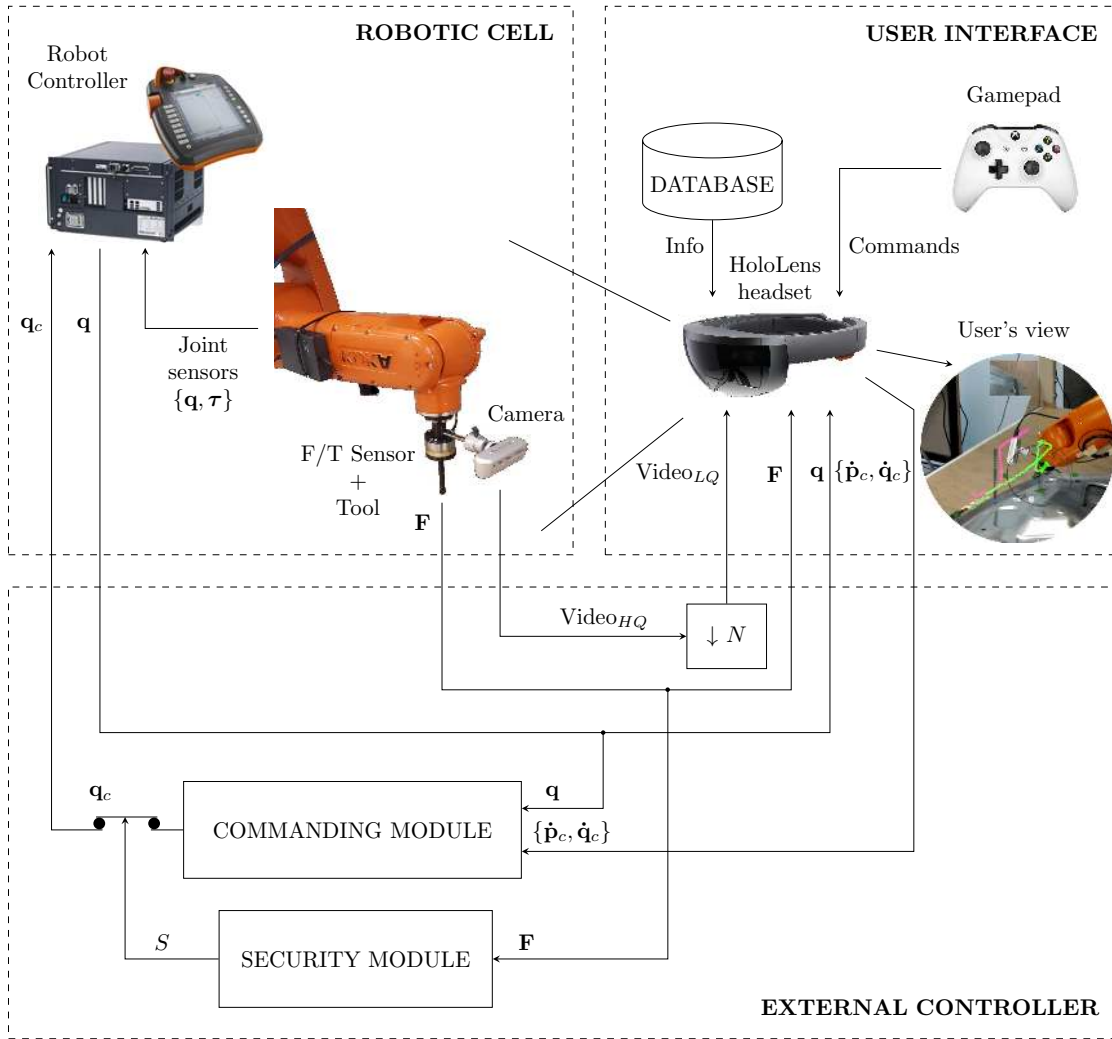 ROBOTIC CELL
USER INTERFACE
Robot
Controller
Gamepad
DATABASE
Info
Commands
HoloLens
headset
User's view
𝐪_c
𝐪
Joint
sensors
{𝐪, 𝛕}
Camera
F/T Sensor
+
Tool
𝐅
Video_LQ
𝐅
𝐪
{𝐩̇_c, 𝐪̇_c}
Video_HQ
↓ N
𝐪_c
COMMANDING MODULE
𝐪
{𝐩̇_c, 𝐪̇_c}
S
SECURITY MODULE
𝐅
EXTERNAL CONTROLLER